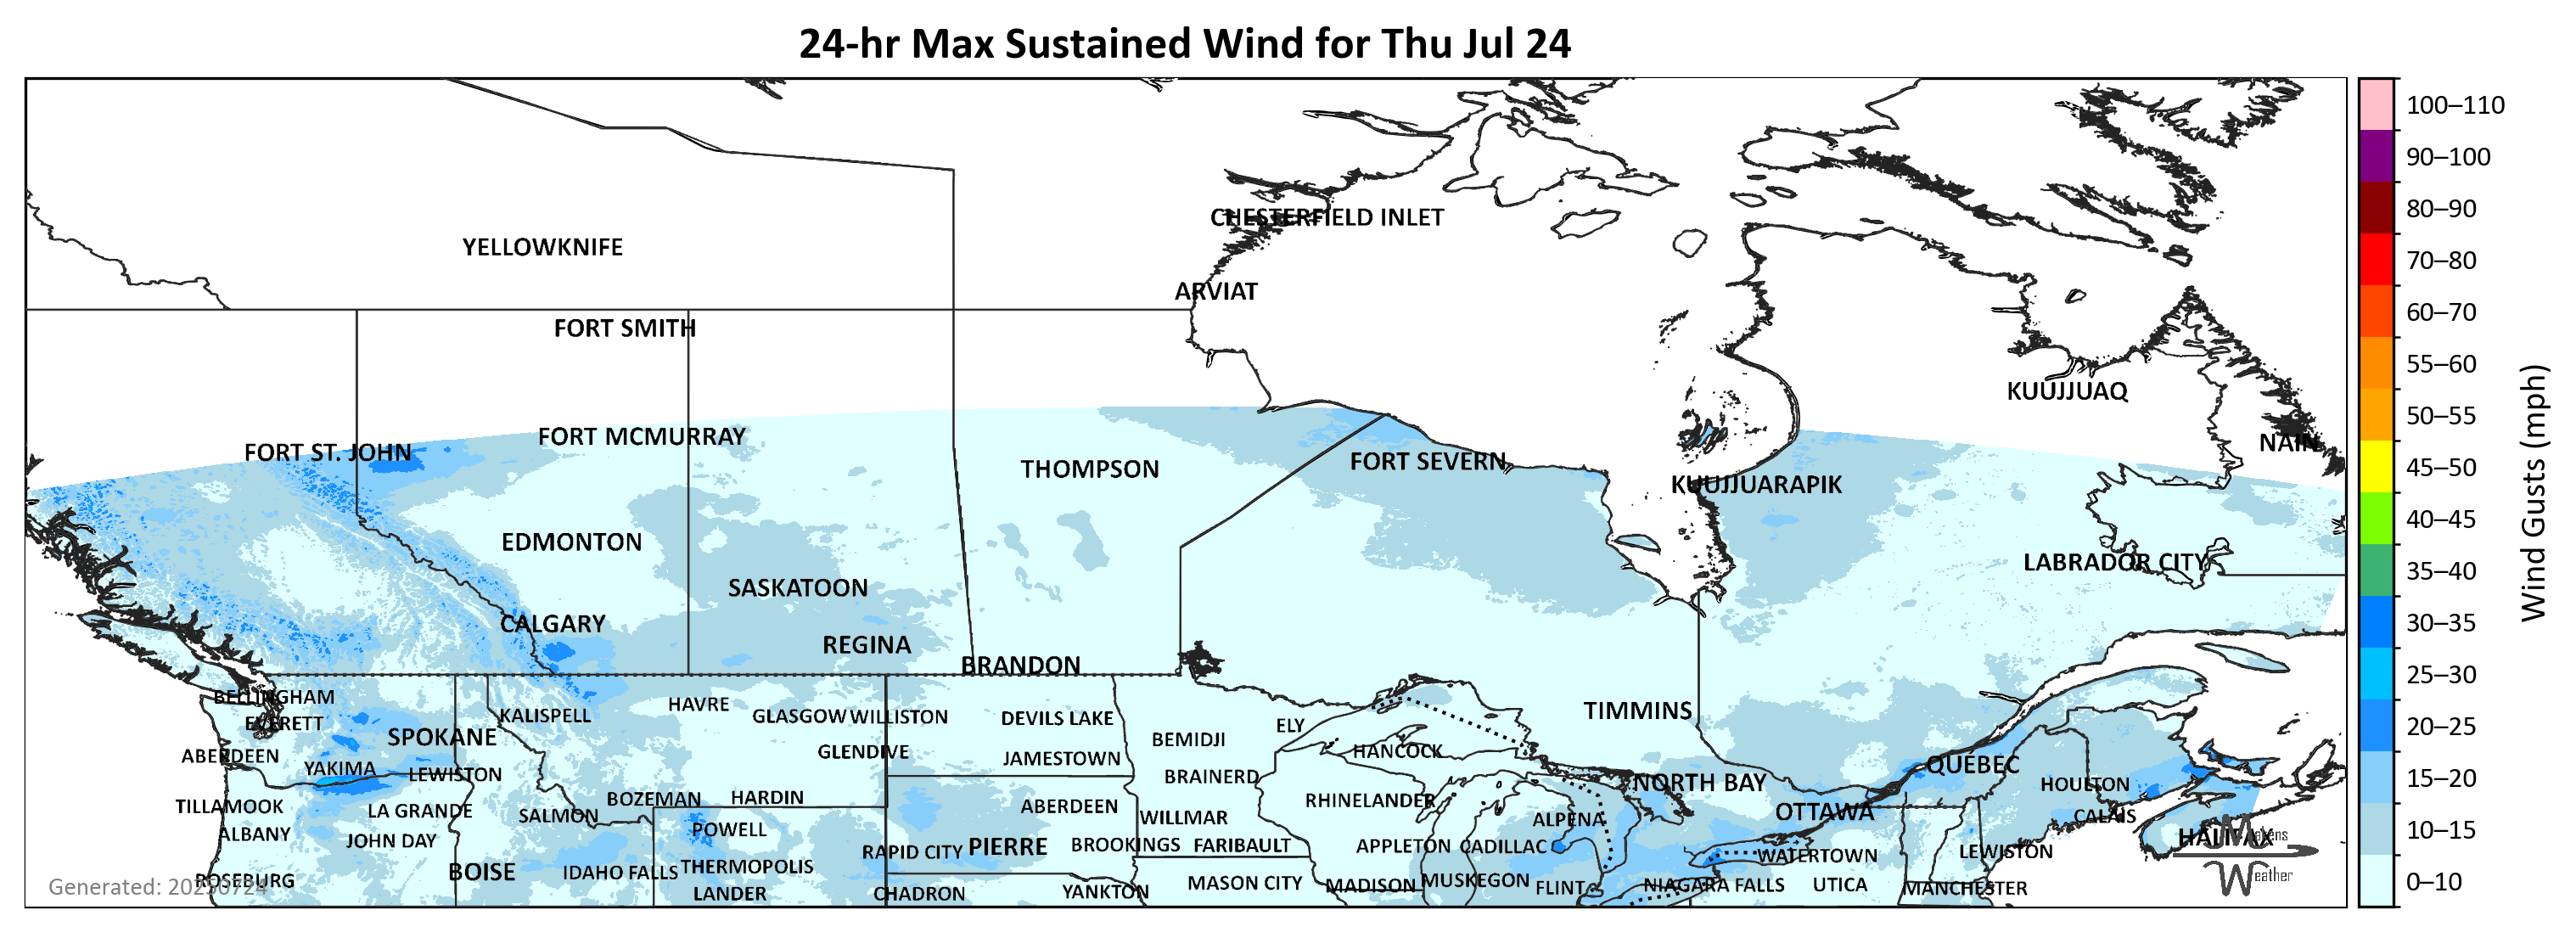 24-hr Max Sustained Wind for Thu Jul 24
CHESTERFIELD INLET
YELLOWKNIFE
ARVIAT
FORT SMITH
KUUJJUAQ
FORT MCMURRAY
NAIN
FORT ST. JOHN
FORT SEVERN
THOMPSON
KUUJJUARAPIK
EDMONTON
LABRADOR CITY
SASKATOON
CALGARY
REGINA
BRANDON
BELLINGHAM
HAVRE
TIMMINS
KALISPELL
GLASGOW
WILLISTON
DEVILS LAKE
EVERETT
ELY
SPOKANE
BEMIDJI
HANCOCK
GLENDIVE
ABERDEEN
JAMESTOWN
QUEBEC
YAKIMA
LEWISTON
BRAINERD
NORTH BAY
HOULTON
BOZEMAN
HARDIN
RHINELANDER
TILLAMOOK
LA GRANDE
ABERDEEN
OTTAWA
SALMON
WILLMAR
ALPENA
CALAIS
POWELL
ALBANY
HALIFAX
JOHN DAY
PIERRE
BROOKINGS
FARIBAULT
APPLETON
CADILLAC
RAPID CITY
LEWISTON
WATERTOWN
THERMOPOLIS
BOISE
IDAHO FALLS
ROSEBURG
MASON CITY
MADISON
MUSKEGON
FLINT
NIAGARA FALLS
UTICA
MANCHESTER
LANDER
CHADRON
YANKTON
Generated: 20250724
Makens
Weather
100–110
90–100
80–90
70–80
60–70
55–60
50–55
45–50
40–45
35–40
30–35
25–30
20–25
15–20
10–15
0–10
Wind Gusts (mph)